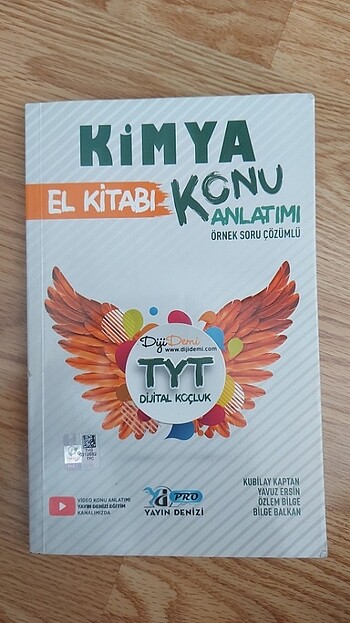 KİMYA
EL KİTABI
KONU
ANLATIMI
ÖRNEK SORU ÇÖZÜMLÜ
DijiDemi
www.dijidemi.com
TYT
DİJİTAL KOÇLUK
KUBİLAY KAPTAN
YAVUZ ERSİN
ÖZLEM BİLGE
BİLGE BALKAN
VİDEO KONU ANLATIMI
YAYIN DENİZİ EĞİTİM
KANALIMIZDA
PRO
YAYIN DENİZİ